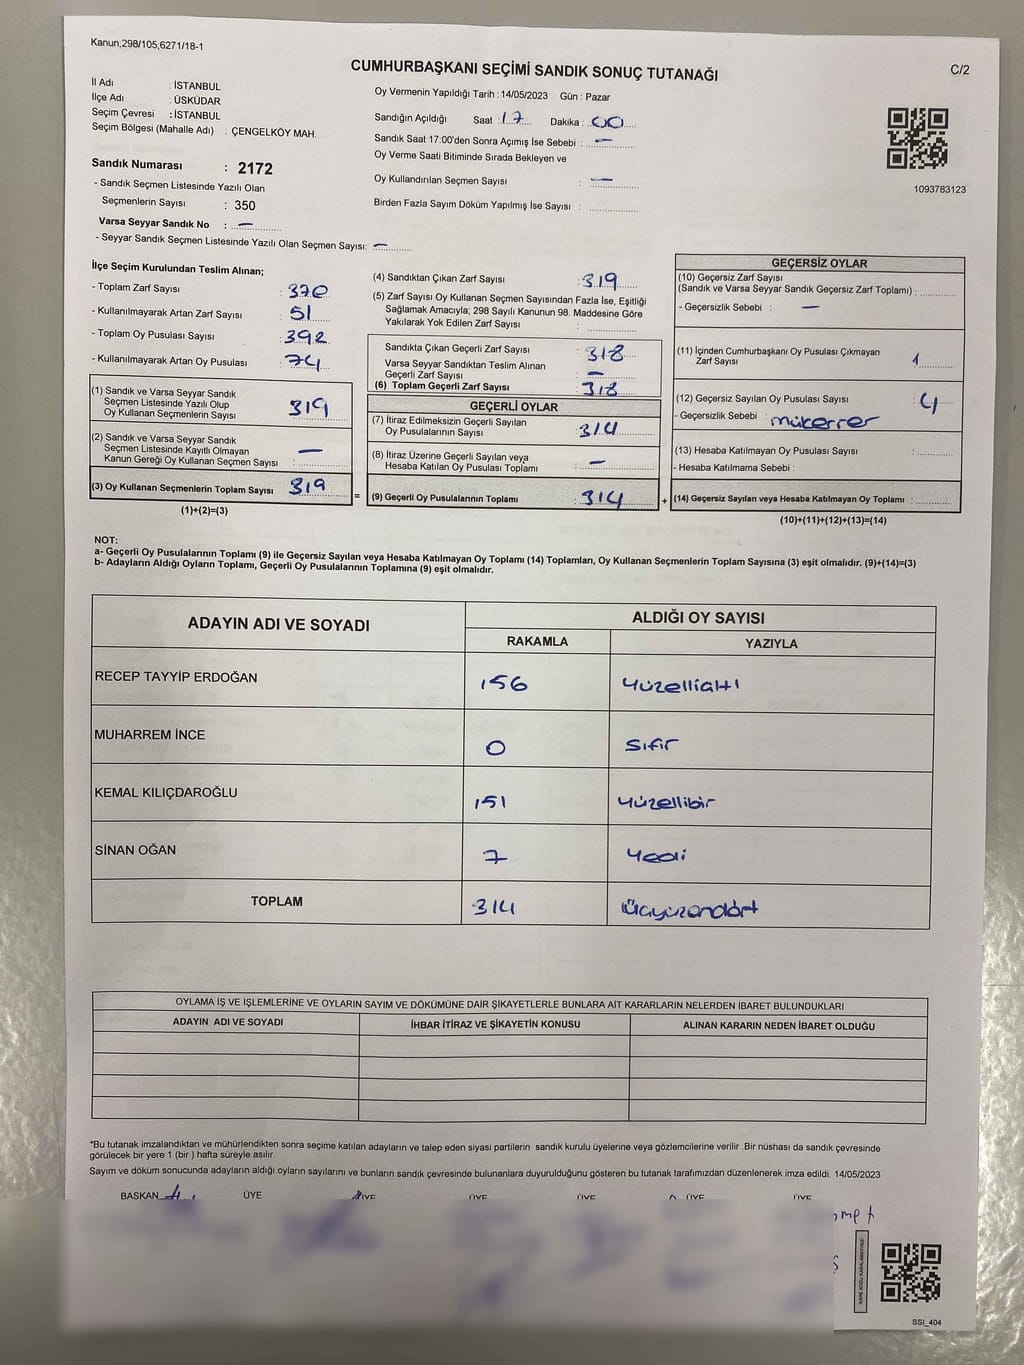 Kanun;298/105,6271/18-1
CUMHURBAŞKANI SEÇİMİ SANDIK SONUÇ TUTANAĞI
C/2
İl Adı : İSTANBUL
İlçe Adı : ÜSKÜDAR
Seçim Çevresi : İSTANBUL
Seçim Bölgesi (Mahalle Adı) : ÇENGELKÖY MAH.
Sandık Numarası : 2172
- Sandık Seçmen Listesinde Yazılı Olan
Seçmenlerin Sayısı : 350
Varsa Seyyar Sandık No : —
- Seyyar Sandık Seçmen Listesinde Yazılı Olan Seçmen Sayısı: —
Oy Vermenin Yapıldığı Tarih : 14/05/2023 Gün : Pazar
Sandığın Açıldığı Saat : 17 Dakika : 00
Sandık Saat 17:00'den Sonra Açımış İse Sebebi : —
Oy Verme Saati Bitiminde Sırada Bekleyen ve
Oy Kullandırılan Seçmen Sayısı : —
Birden Fazla Sayım Döküm Yapılmış İse Sayısı :
1093783123
İlçe Seçim Kurulundan Teslim Alınan;
- Toplam Zarf Sayısı : 370
- Kullanılmayarak Artan Zarf Sayısı : 51
- Toplam Oy Pusulası Sayısı : 392
- Kullanılmayarak Artan Oy Pusulası : 74
(1) Sandık ve Varsa Seyyar Sandık
Seçmen Listesinde Yazılı Olup
Oy Kullanan Seçmenlerin Sayısı : 319
(2) Sandık ve Varsa Seyyar Sandık
Seçmen Listesinde Kayıtlı Olmayan
Kanun Gereği Oy Kullanan Seçmen Sayısı : —
(3) Oy Kullanan Seçmenlerin Toplam Sayısı : 319
(1)+(2)=(3)
(4) Sandıktan Çıkan Zarf Sayısı : 319
(5) Zarf Sayısı Oy Kullanan Seçmen Sayısından Fazla İse, Eşitliği
Sağlamak Amacıyla; 298 Sayılı Kanunun 98. Maddesine Göre
Yakılarak Yok Edilen Zarf Sayısı :
Sandıkta Çıkan Geçerli Zarf Sayısı : 318
Varsa Seyyar Sandıktan Teslim Alınan
Geçerli Zarf Sayısı : —
(6) Toplam Geçerli Zarf Sayısı : 318
GEÇERLİ OYLAR
(7) İtiraz Edilmeksizin Geçerli Sayılan
Oy Pusulalarının Sayısı : 314
(8) İtiraz Üzerine Geçerli Sayılan veya
Hesaba Katılan Oy Pusulası Toplamı : —
= (9) Geçerli Oy Pusulalarının Toplamı : 314 +
GEÇERSİZ OYLAR
(10) Geçersiz Zarf Sayısı
(Sandık ve Varsa Seyyar Sandık Geçersiz Zarf Toplamı) :
- Geçersizlik Sebebi : —
(11) İçinden Cumhurbaşkanı Oy Pusulası Çıkmayan
Zarf Sayısı : 1
(12) Geçersiz Sayılan Oy Pusulası Sayısı : 4
- Geçersizlik Sebebi : mükerrer
(13) Hesaba Katılmayan Oy Pusulası Sayısı :
- Hesaba Katılmama Sebebi :
(14) Geçersiz Sayılan veya Hesaba Katılmayan Oy Toplamı :
(10)+(11)+(12)+(13)=(14)
NOT:
a- Geçerli Oy Pusulalarının Toplamı (9) ile Geçersiz Sayılan veya Hesaba Katılmayan Oy Toplamı (14) Toplamları, Oy Kullanan Seçmenlerin Toplam Sayısına (3) eşit olmalıdır. (9)+(14)=(3)
b- Adayların Aldığı Oyların Toplamı, Geçerli Oy Pusulalarının Toplamına (9) eşit olmalıdır.
ADAYIN ADI VE SOYADI
ALDIĞI OY SAYISI
RAKAMLA YAZIYLA
RECEP TAYYİP ERDOĞAN 156 Yüzellialtı
MUHARREM İNCE 0 Sıfır
KEMAL KILIÇDAROĞLU 151 Yüzellibir
SİNAN OĞAN 7 Yedi
TOPLAM 314 Üçyüzondört
OYLAMA İŞ VE İŞLEMLERİNE VE OYLARIN SAYIM VE DÖKÜMÜNE DAİR ŞİKAYETLERLE BUNLARA AİT KARARLARIN NELERDEN İBARET BULUNDUKLARI
ADAYIN ADI VE SOYADI İHBAR İTİRAZ VE ŞİKAYETİN KONUSU ALINAN KARARIN NEDEN İBARET OLDUĞU
*Bu tutanak imzalandıktan ve mühürlendikten sonra seçime katılan adayların ve talep eden siyasi partilerin sandık kurulu üyelerine veya gözlemcilerine verilir. Bir nüshası da sandık çevresinde
görülecek bir yere 1 (bir ) hafta süreyle asılır.
Sayım ve döküm sonucunda adayların aldığı oyların sayılarını ve bunların sandık çevresinde bulunanlara duyurulduğunu gösteren bu tutanak tarafımızdan düzenlenerek imza edildi. 14/05/2023
BAŞKAN ÜYE ÜYE ÜYE ÜYE ÜYE ÜYE
SSI_404